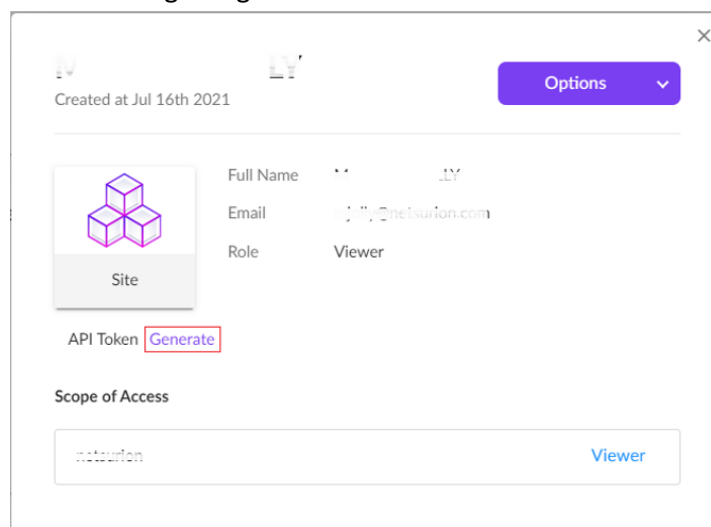 Created at Jul 16th 2021
Options
Full Name
Email
Role Viewer
Site
API Token Generate
Scope of Access
netsurion Viewer